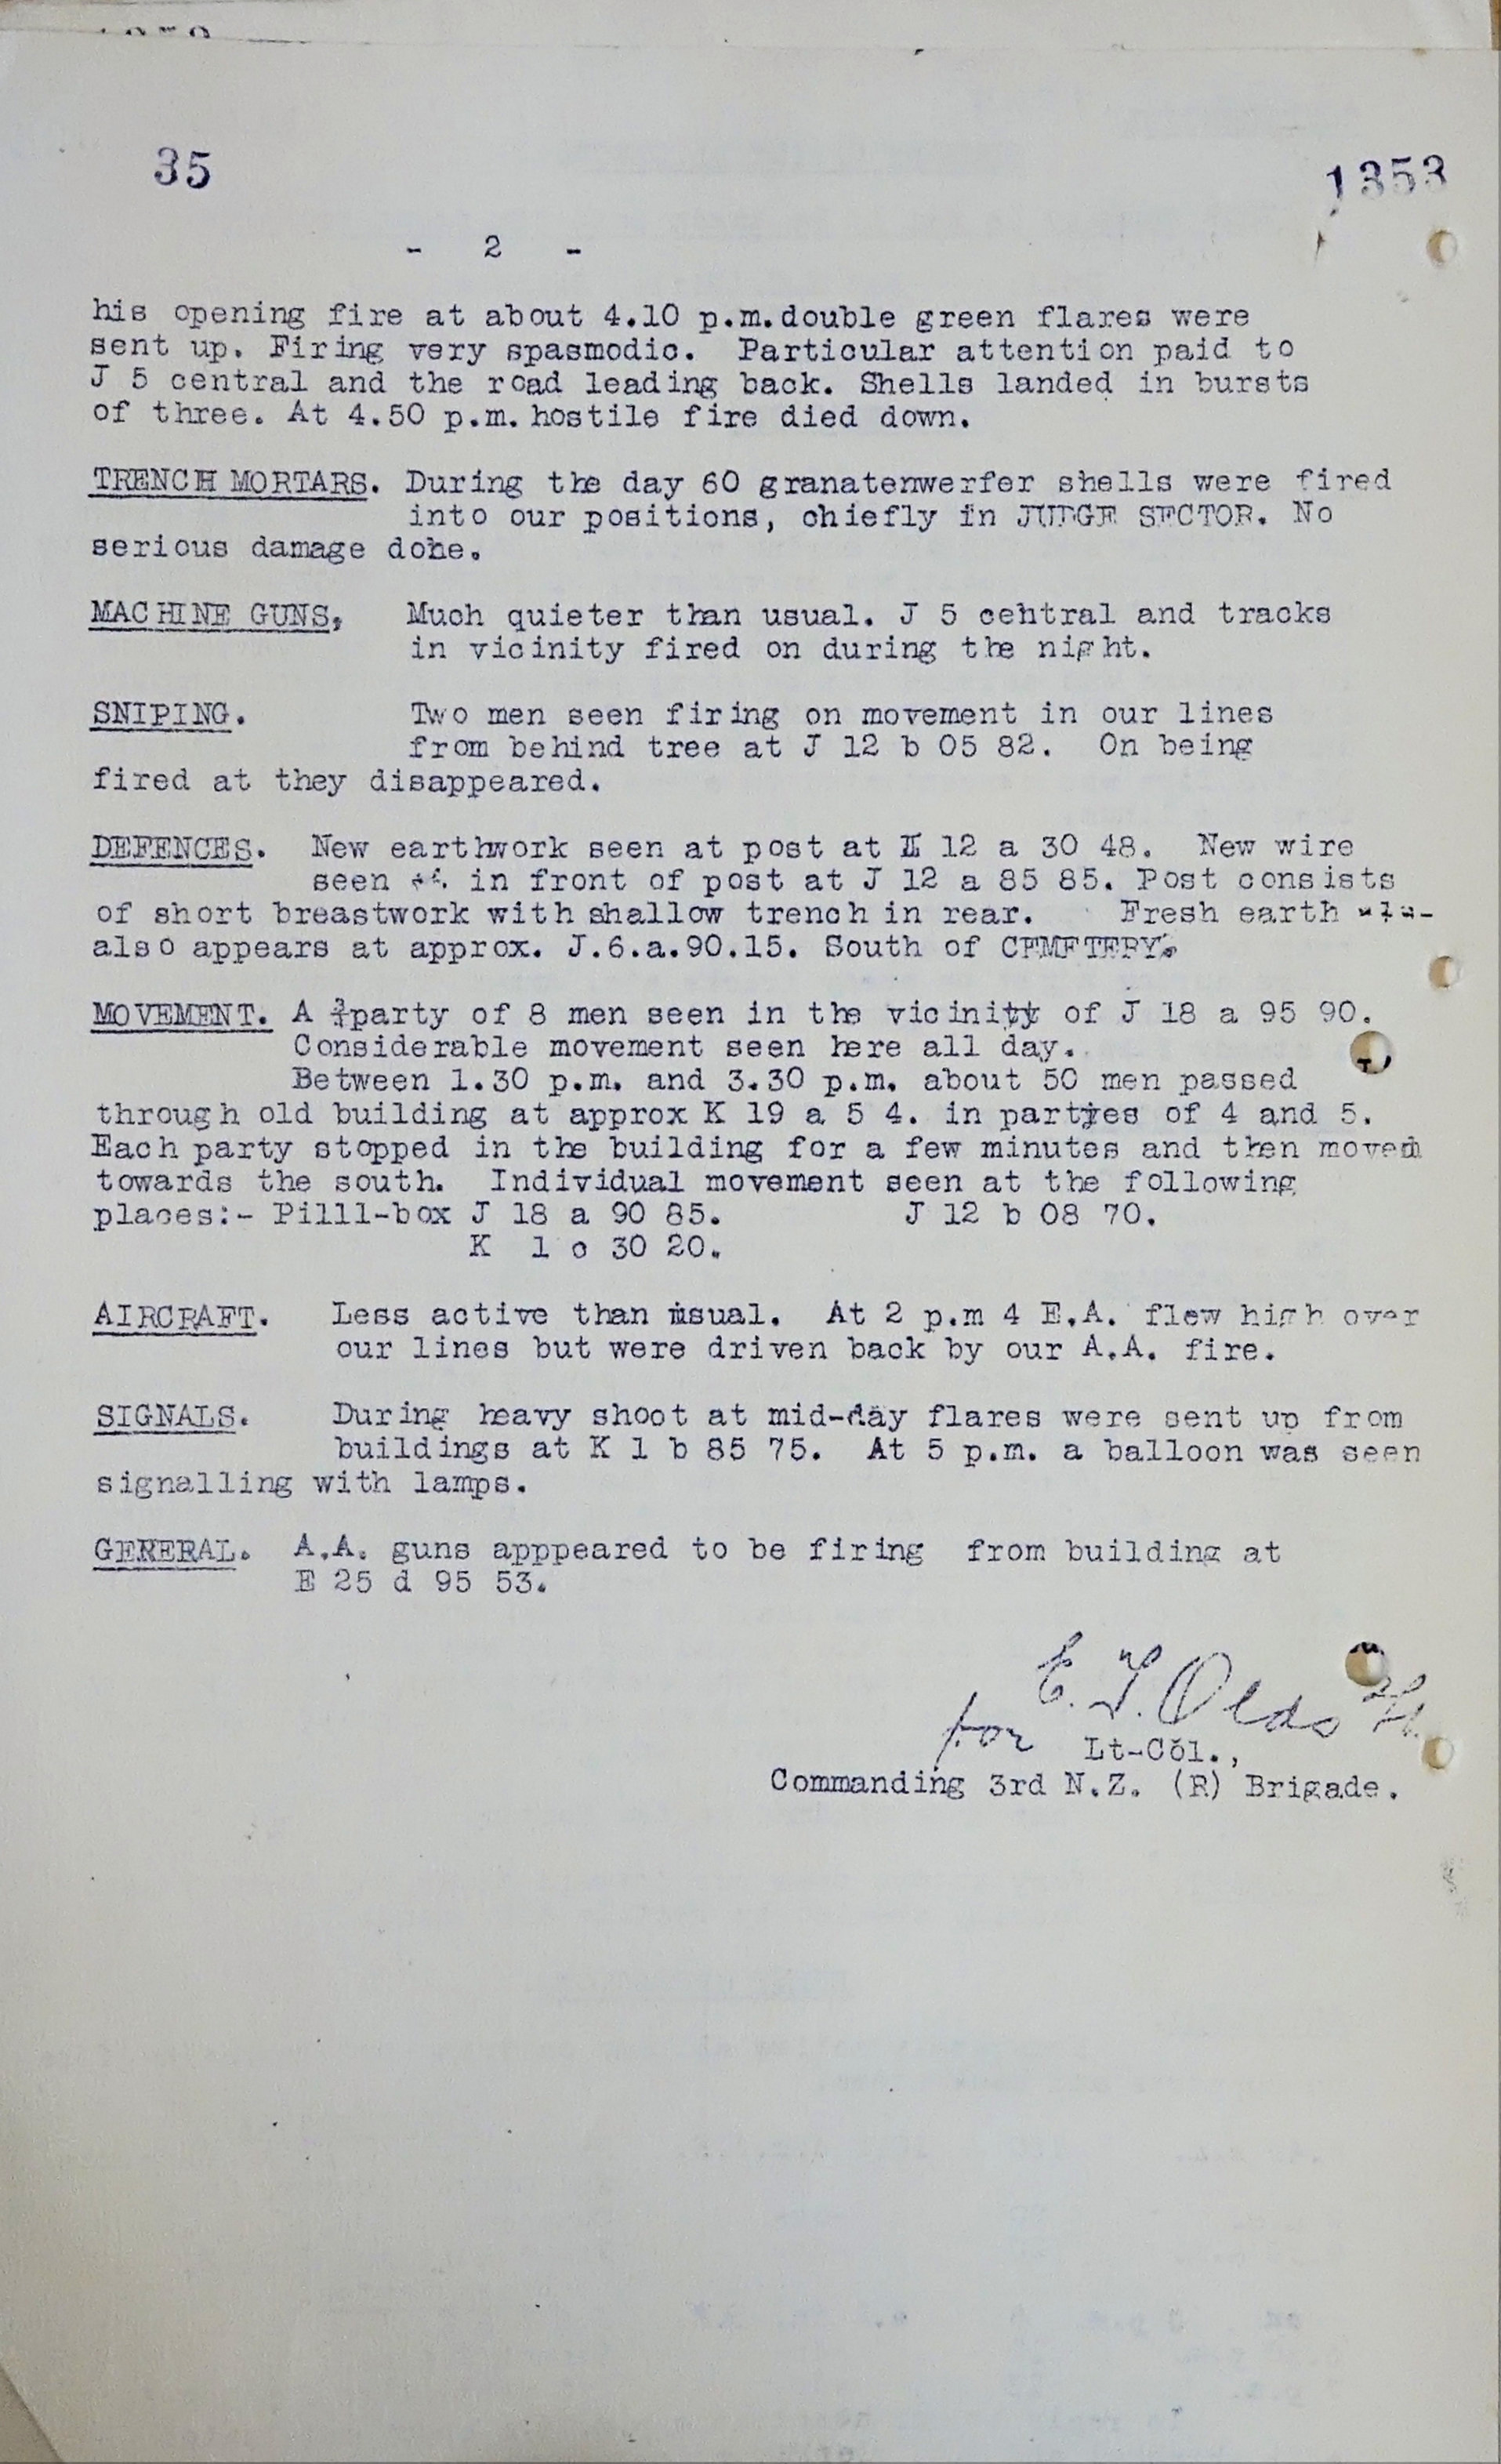 35
1353
- 2 -
his opening fire at about 4.10 p.m. double green flares were
sent up. Firing very spasmodic. Particular attention paid to
J 5 central and the road leading back. Shells landed in bursts
of three. At 4.50 p.m. hostile fire died down.
TRENCH MORTARS. During the day 60 granatenwerfer shells were fired
into our positions, chiefly in JUDGE SECTOR. No
serious damage done.
MACHINE GUNS, Much quieter than usual. J 5 central and tracks
in vicinity fired on during the night.
SNIPING. Two men seen firing on movement in our lines
from behind tree at J 12 b 05 82. On being
fired at they disappeared.
DEFENCES. New earthwork seen at post at 12 a 30 48. New wire
seen in front of post at J 12 a 85 85. Post consists
of short breastwork with shallow trench in rear. Fresh earth
also appears at approx. J.6.a.90.15. South of CEMETERY.
MOVEMENT. A party of 8 men seen in the vicinity of J 18 a 95 90.
Considerable movement seen here all day.
Between 1.30 p.m. and 3.30 p.m. about 50 men passed
through old building at approx K 19 a 5 4. in parties of 4 and 5.
Each party stopped in the building for a few minutes and then moved
towards the south. Individual movement seen at the following
places:- Pilll-box J 18 a 90 85. J 12 b 08 70.
K 1 c 30 20.
AIRCRAFT. Less active than usual. At 2 p.m 4 E.A. flew high over
our lines but were driven back by our A.A. fire.
SIGNALS. During heavy shoot at mid-day flares were sent up from
buildings at K 1 b 85 75. At 5 p.m. a balloon was seen
signalling with lamps.
GENERAL. A.A. guns apppeared to be firing from building at
E 25 d 95 53.
E. Olds
for Lt-Col.,
Commanding 3rd N.Z. (R) Brigade.